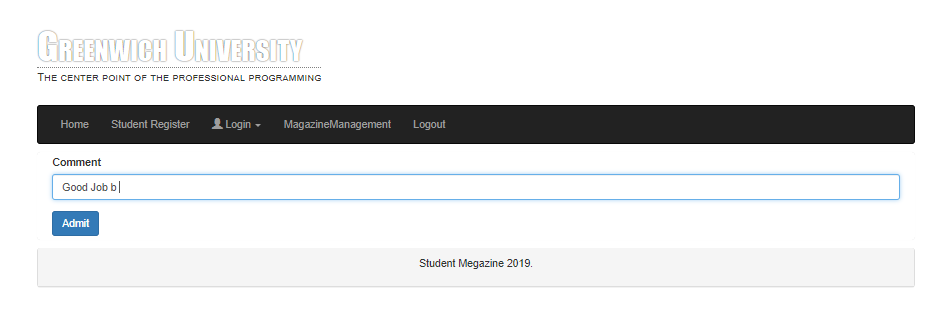 GREENWICH UNIVERSITY
THE CENTER POINT OF THE PROFESSIONAL PROGRAMMING
Home Student Register Login MagazineManagement Logout
Comment
Good Job b
Admit
Student Megazine 2019.